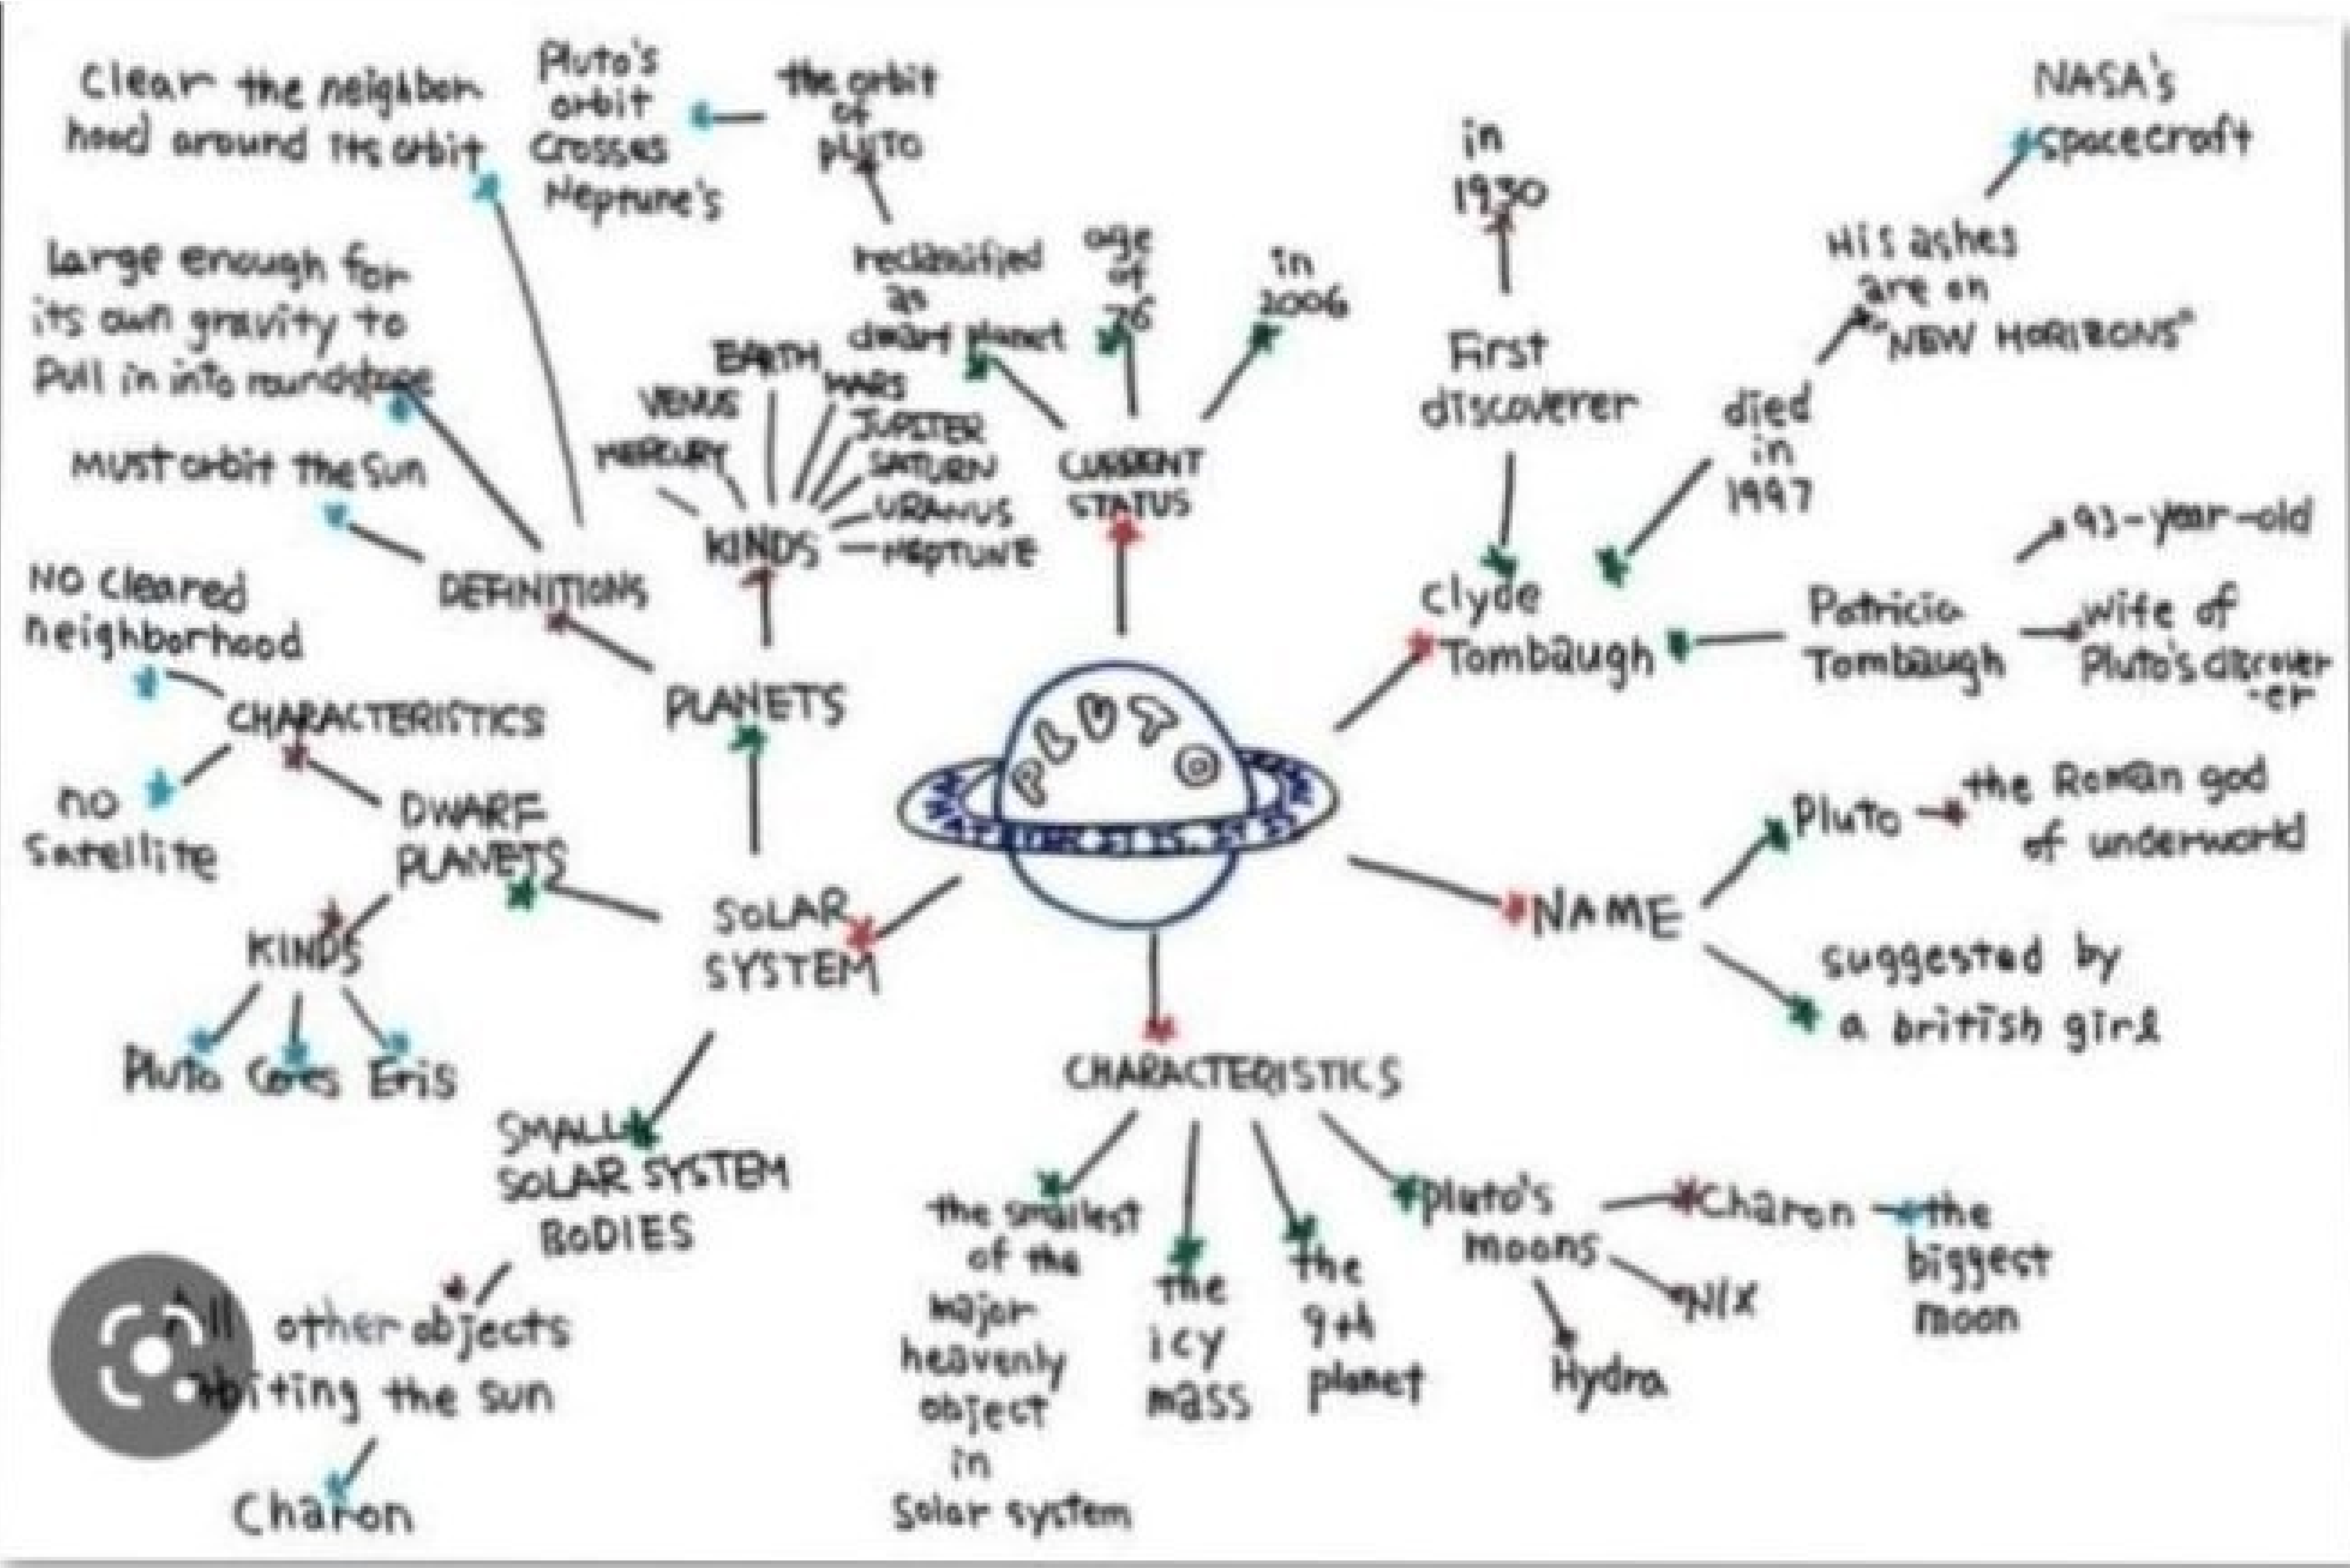 Clear the neighbor
hood around its orbit
Pluto's
orbit
crosses
Neptune's
the orbit
of
PLUTO
reclassified
as
dwarf planet
age
of
76
in
2006
CURRENT
STATUS
large enough for
its own gravity to
Pull in into roundshape
Must orbit the Sun
DEFINITIONS
MERCURY
VENUS
EARTH
MARS
JUPSTER
SATURN
URANUS
NEPTUNE
KINDS
PLANETS
NO Cleared
neighborhood
CHARACTERISTICS
no
Satellite
DWARF
PLANETS
KINDS
Pluto
Ceres
Eris
SOLAR
SYSTEM
SMALL
SOLAR SYSTEM
BODIES
All other objects
orbiting the sun
Charon
in
1930
First
discoverer
Clyde
Tombaugh
died
in
1997
His ashes
are on
"NEW HORIZONS"
NASA's
spacecraft
Patricia
Tombaugh
93-year-old
wife of
Pluto's discover
-er
NAME
Pluto
the Roman god
of underworld
suggested by
a british girl
CHARACTERISTICS
the smallest
of the
major
heavenly
object
in
Solar system
the
icy
mass
the
9th
planet
pluto's
moons
Charon
the
biggest
moon
NIX
Hydra